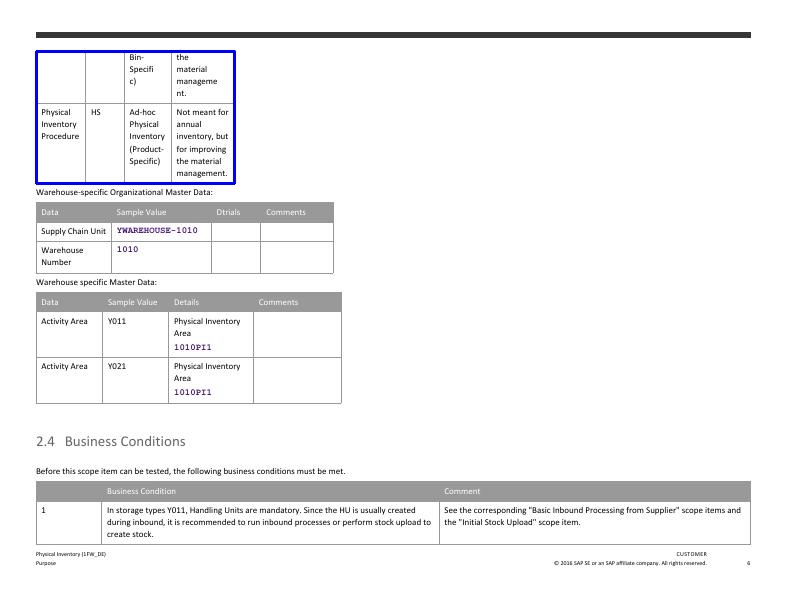 Bin-
Specifi
c)
the
material
manageme
nt.
Physical
Inventory
Procedure
HS
Ad-hoc
Physical
Inventory
(Product-
Specific)
Not meant for
annual
inventory, but
for improving
the material
management.
Warehouse-specific Organizational Master Data:
Data Sample Value Dtrials Comments
Supply Chain Unit YWAREHOUSE-1010
Warehouse
Number
1010
Warehouse specific Master Data:
Data Sample Value Details Comments
Activity Area Y011 Physical Inventory
Area
1010PI1
Activity Area Y021 Physical Inventory
Area
1010PI1
2.4 Business Conditions
Before this scope item can be tested, the following business conditions must be met.
Business Condition Comment
1
In storage types Y011, Handling Units are mandatory. Since the HU is usually created
during inbound, it is recommended to run inbound processes or perform stock upload to
create stock.
See the corresponding "Basic Inbound Processing from Supplier" scope items and
the "Initial Stock Upload" scope item.
Physical Inventory (1FW_DE)
Purpose
CUSTOMER
© 2016 SAP SE or an SAP affiliate company. All rights reserved. 6